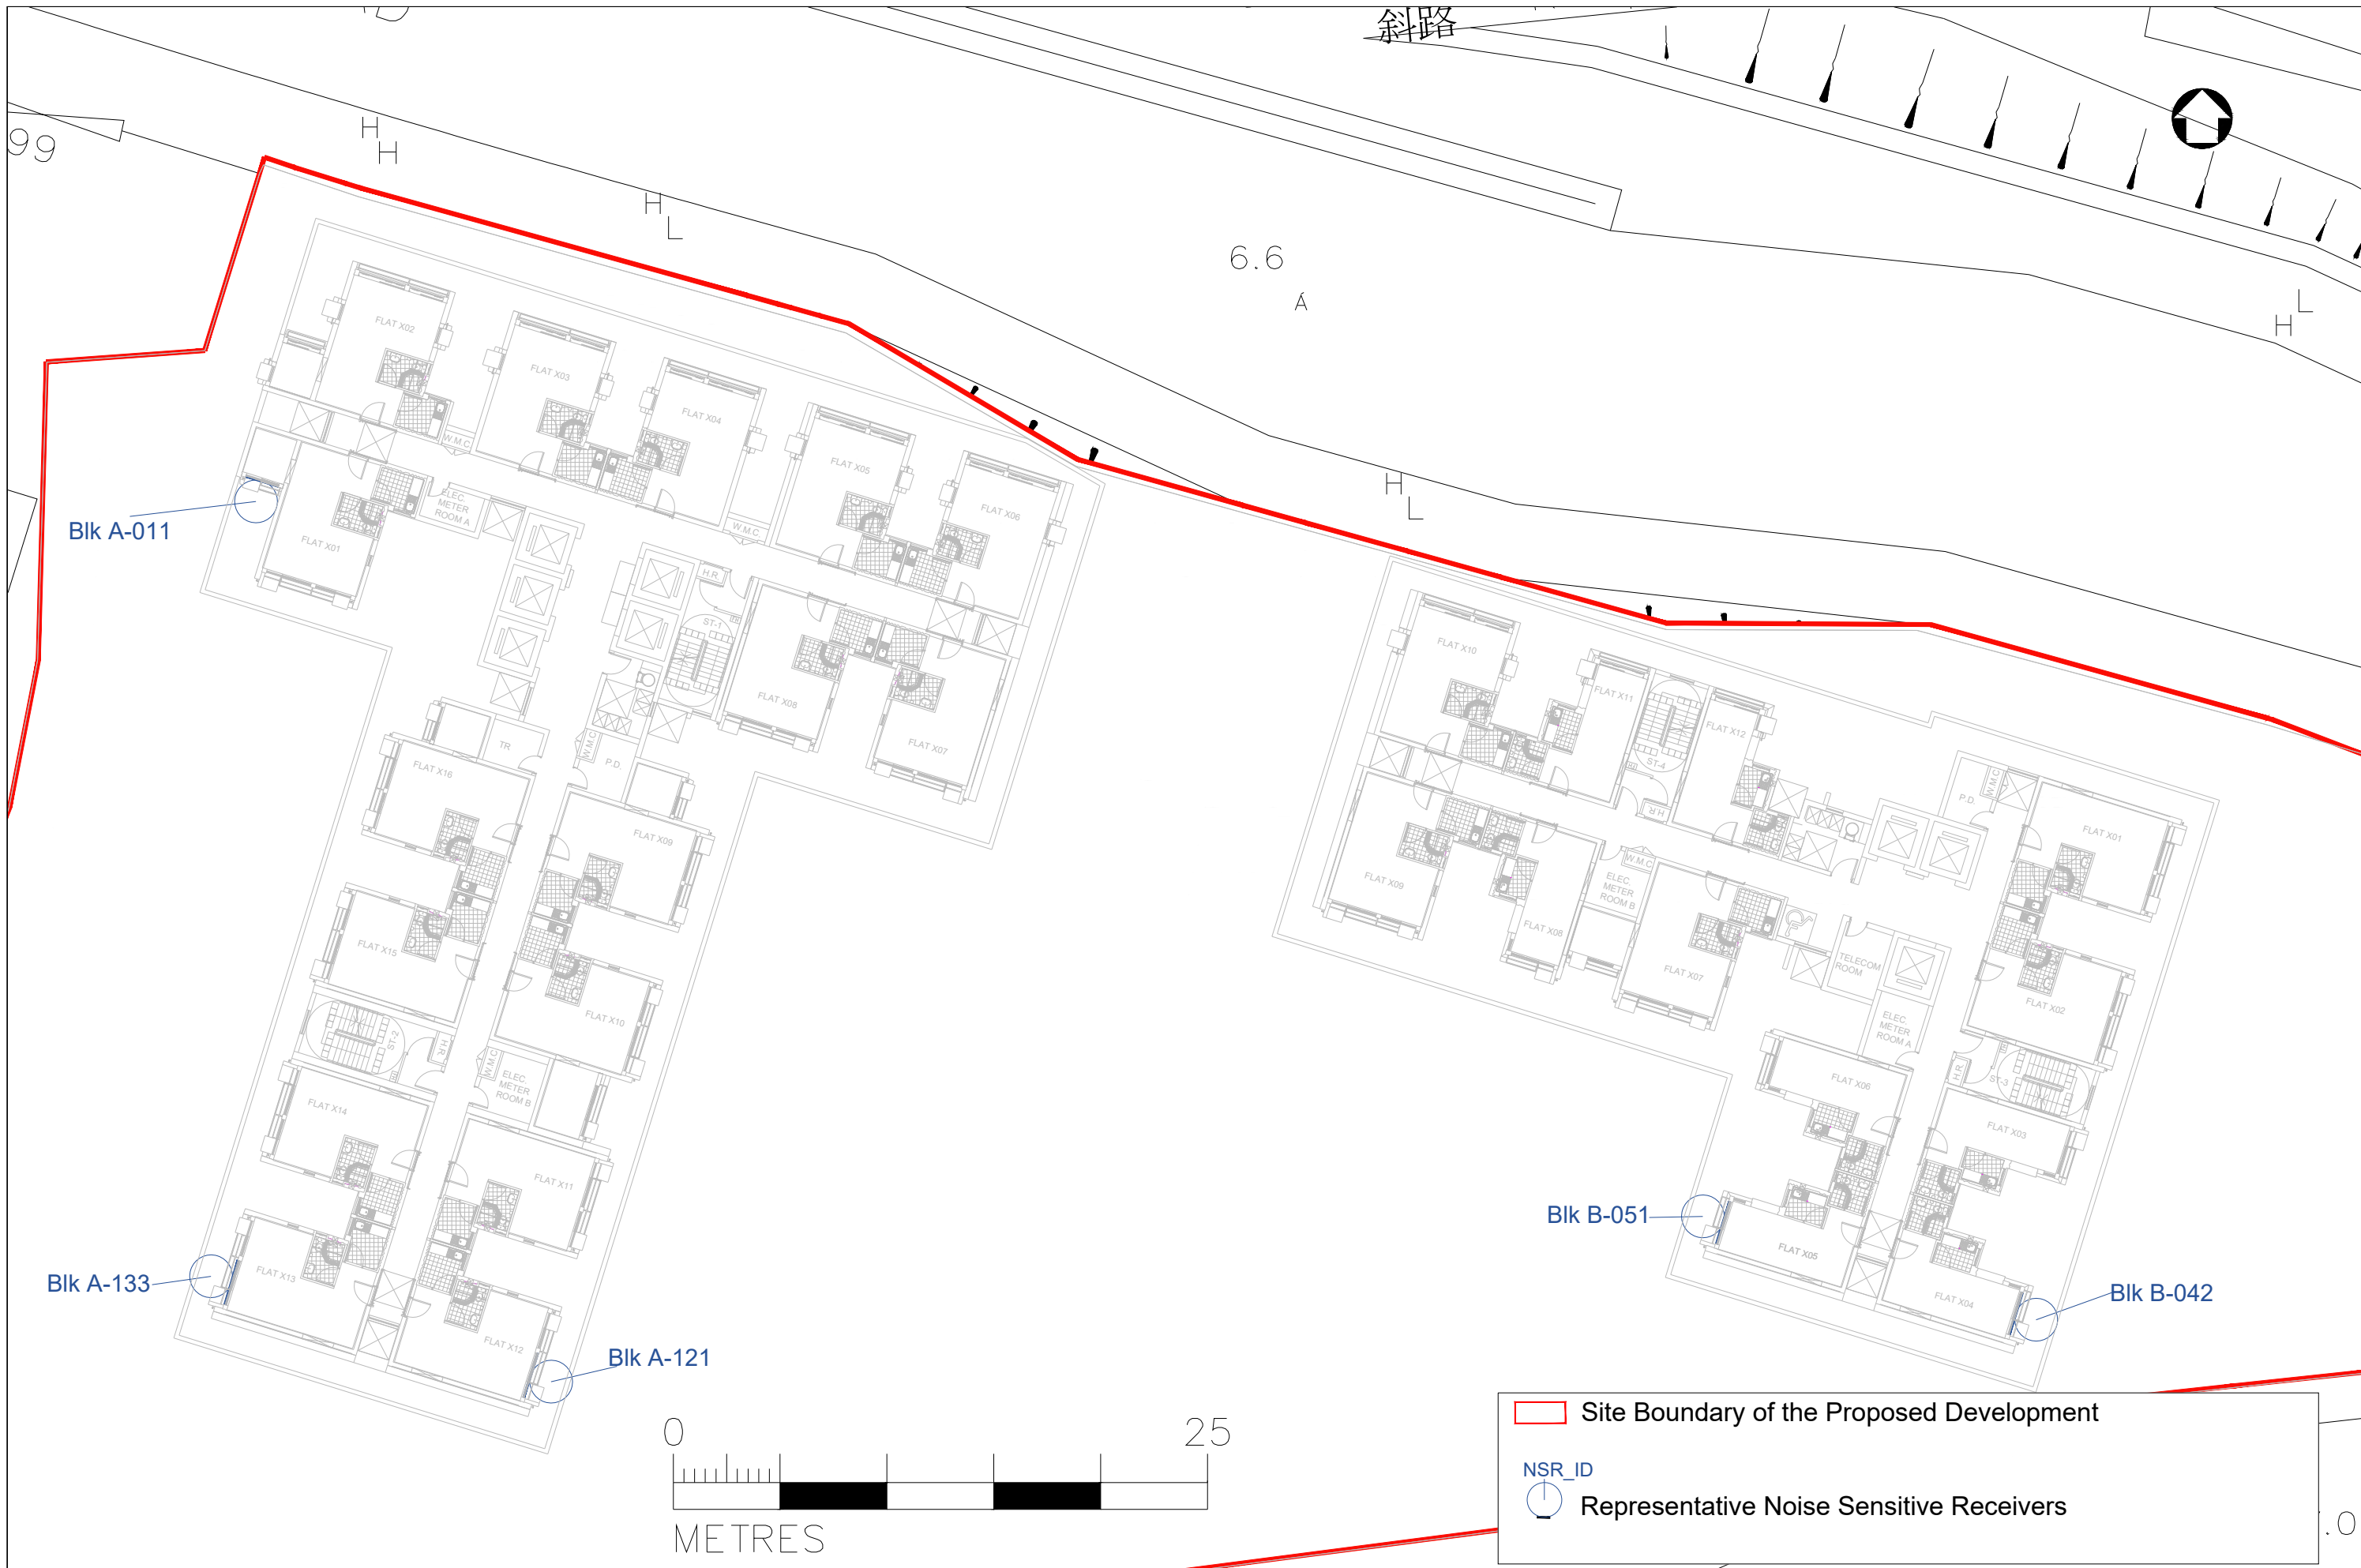 斜路
99
H
H
H
L
6.6
L
H
H
L
FLAT X02
FLAT X03
FLAT X04
FLAT X05
FLAT X06
W.M.C.
W.M.C.
ELEC.
METER
ROOM A
FLAT X01
Blk A-011
H.R.
ST-1
FLAT X08
FLAT X07
TR
W.M.C
P.D.
FLAT X16
FLAT X09
FLAT X15
FLAT X10
ST-2
H.R.
W.M.C
ELEC.
METER
ROOM B
FLAT X14
FLAT X11
FLAT X13
FLAT X12
Blk A-133
Blk A-121
FLAT X10
FLAT X11
ST-4
FLAT X12
H.R.
P.D.
W.M.C
FLAT X01
FLAT X09
FLAT X08
W.M.C
ELEC.
METER
ROOM B
FLAT X07
TELECOM
ROOM
ELEC.
METER
ROOM A
FLAT X02
H.R.
ST-3
FLAT X06
FLAT X03
FLAT X05
FLAT X04
Blk B-051
Blk B-042
0 25
METRES
Site Boundary of the Proposed Development
NSR_ID
Representative Noise Sensitive Receivers
.0